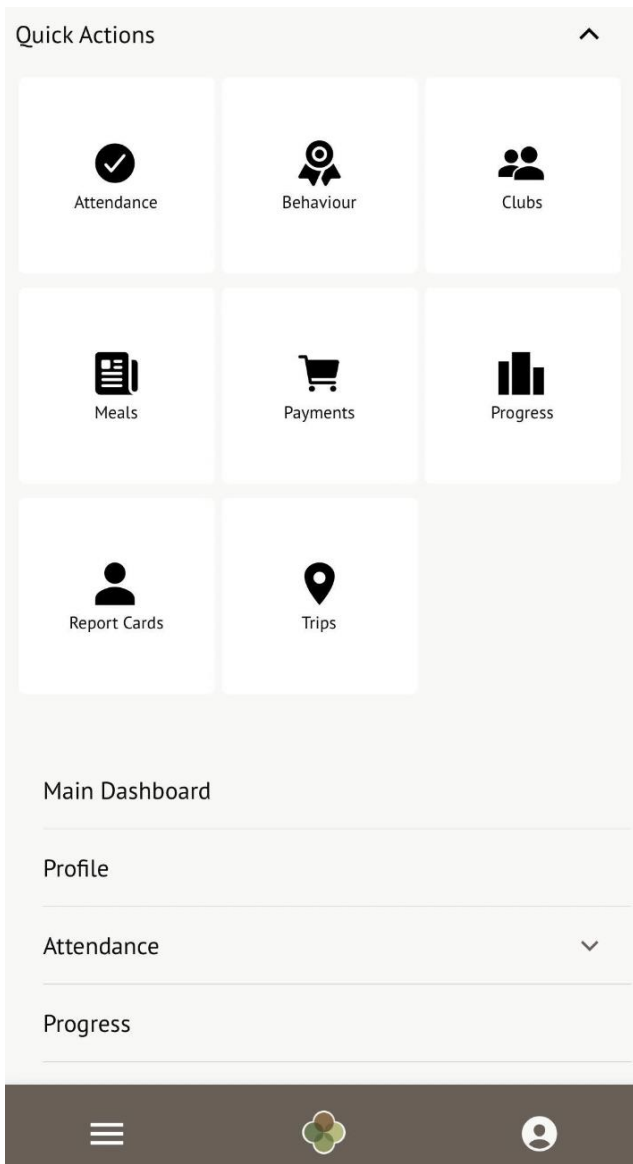 Quick Actions
Attendance
Behaviour
Clubs
Meals
Payments
Progress
Report Cards
Trips
Main Dashboard
Profile
Attendance
Progress